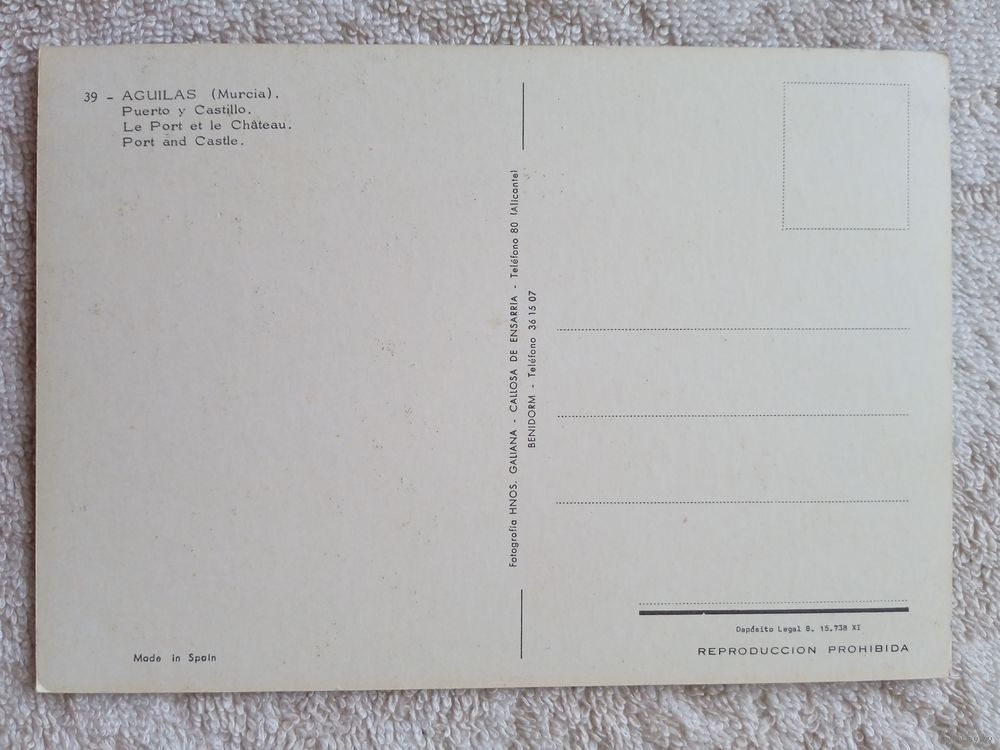 39 - AGUILAS (Murcia).
Puerto y Castillo.
Le Port et le Château.
Port and Castle.
Made in Spain
Fotografía HNOS. GALIANA - CALLOSA DE ENSARRIA - Teléfono 80 (Alicante)
BENIDORM - Teléfono 36 15 07
Depósito Legal B. 15.738 XI
REPRODUCCION PROHIBIDA